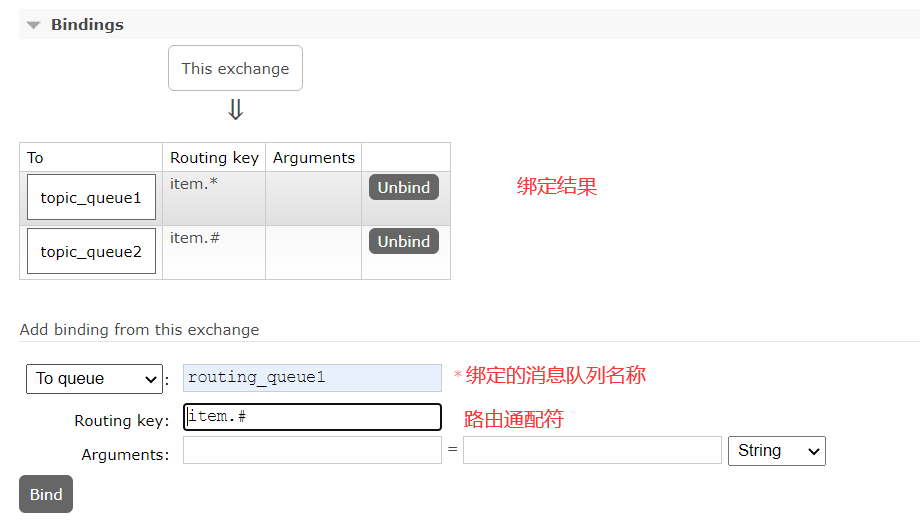 Bindings
This exchange
⇓
To Routing key Arguments
topic_queue1 item.* Unbind
绑定结果
topic_queue2 item.# Unbind
Add binding from this exchange
To queue : routing_queue1 * 绑定的消息队列名称
Routing key: item.# 路由通配符
Arguments: = String
Bind